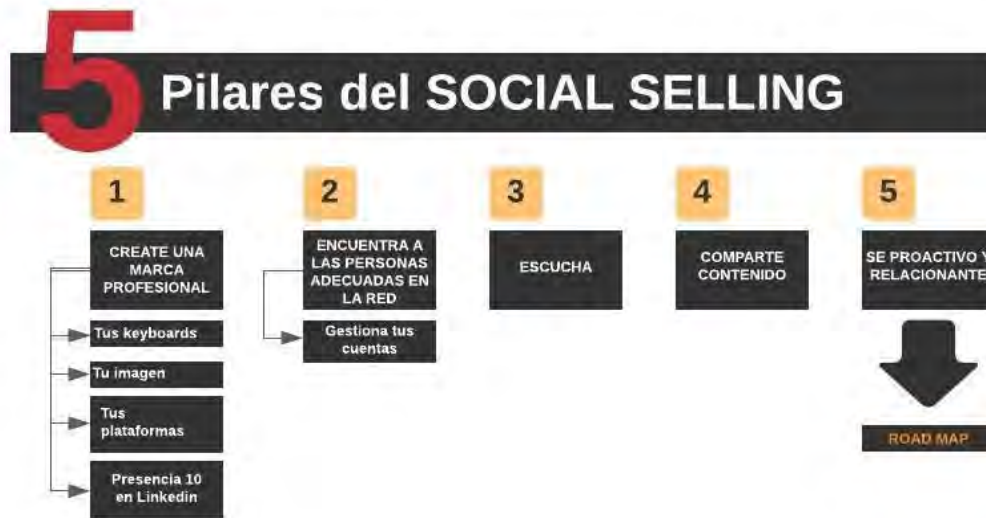 5 Pilares del SOCIAL SELLING
1
CREATE UNA
MARCA
PROFESIONAL
Tus keyboards
Tu imagen
Tus
plataformas
Presencia 10
en Linkedin
2
ENCUENTRA A
LAS PERSONAS
ADECUADAS EN
LA RED
Gestiona tus
cuentas
3
ESCUCHA
4
COMPARTE
CONTENIDO
5
SE PROACTIVO Y
RELACIONANTE
ROAD MAP